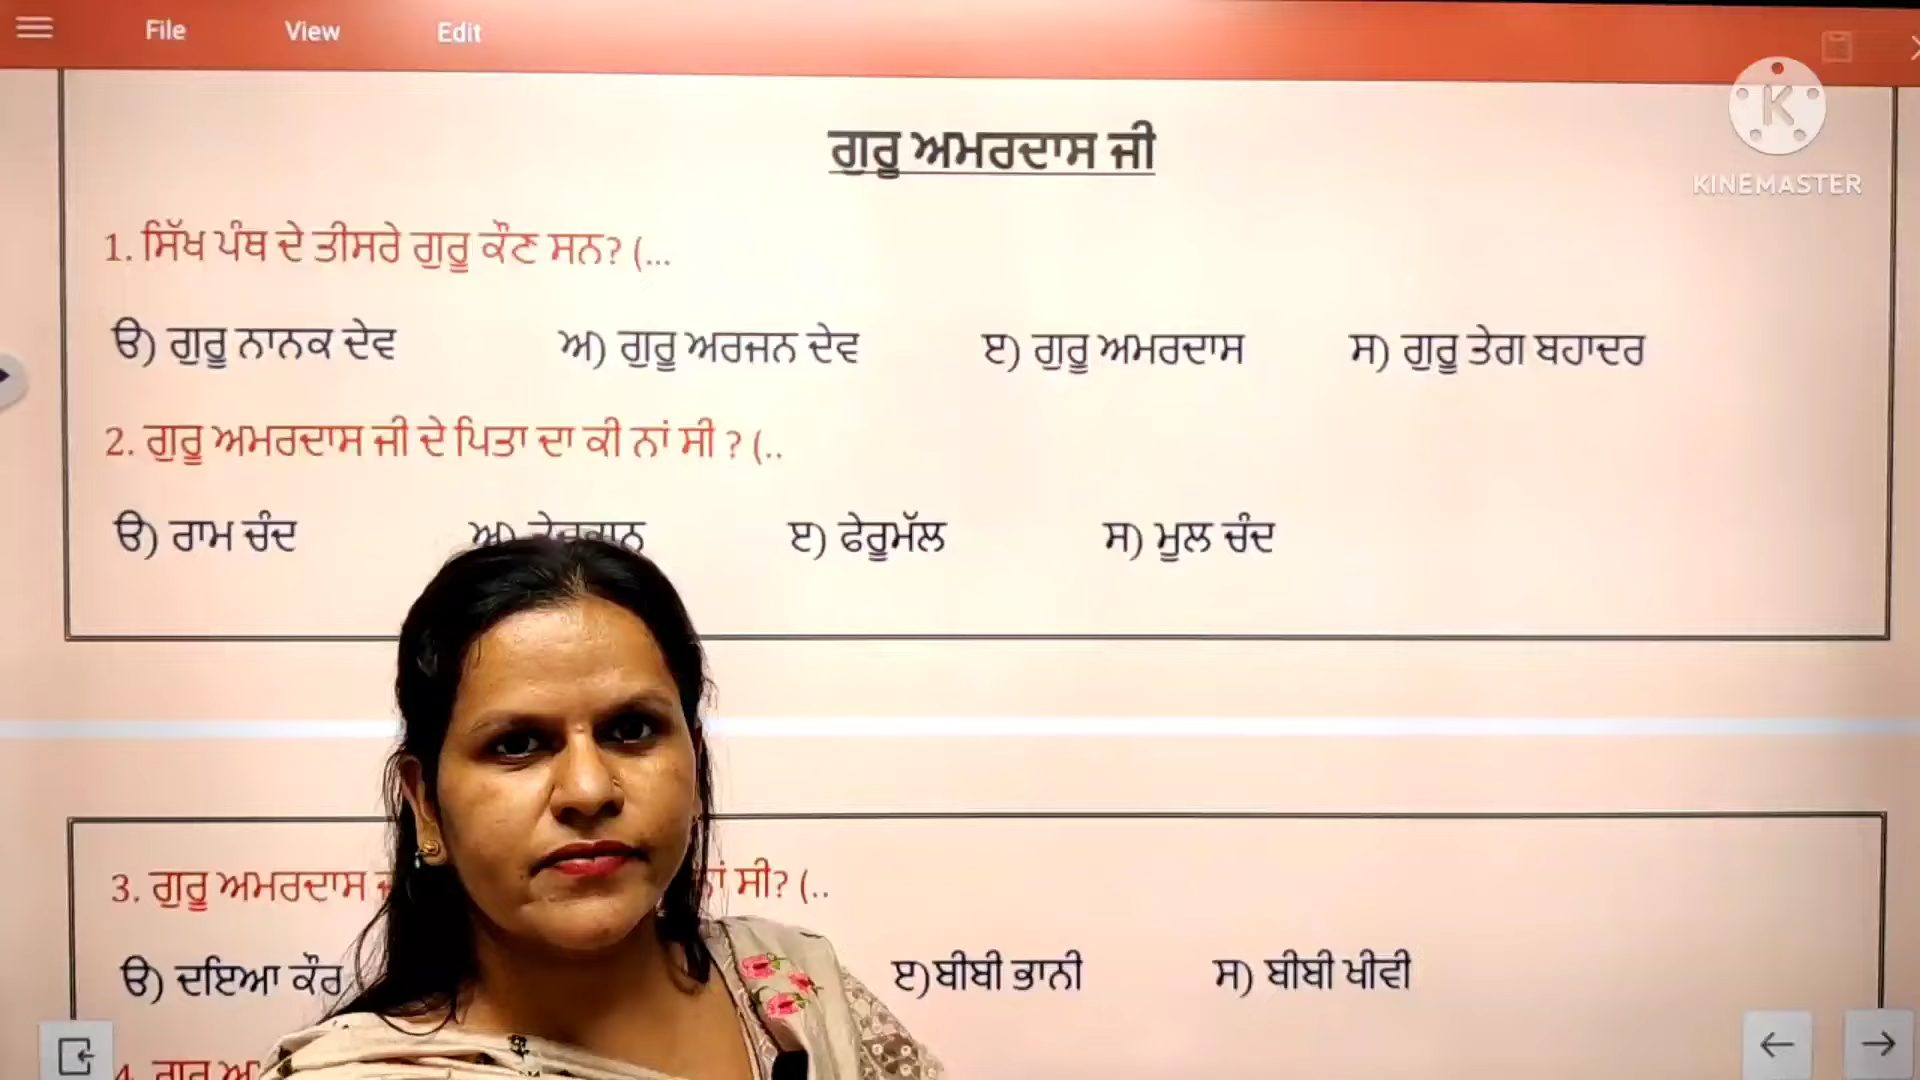 File View Edit
KINEMASTER
ਗੁਰੂ ਅਮਰਦਾਸ ਜੀ
1. ਸਿੱਖ ਪੰਥ ਦੇ ਤੀਸਰੇ ਗੁਰੂ ਕੌਣ ਸਨ? (...
ੳ) ਗੁਰੂ ਨਾਨਕ ਦੇਵ ਅ) ਗੁਰੂ ਅਰਜਨ ਦੇਵ ੲ) ਗੁਰੂ ਅਮਰਦਾਸ ਸ) ਗੁਰੂ ਤੇਗ ਬਹਾਦਰ
2. ਗੁਰੂ ਅਮਰਦਾਸ ਜੀ ਦੇ ਪਿਤਾ ਦਾ ਕੀ ਨਾਂ ਸੀ ? (..
ੳ) ਰਾਮ ਚੰਦ ਅ) ੲ) ਫੇਰੂਮੱਲ ਸ) ਮੂਲ ਚੰਦ
3. ਗੁਰੂ ਅਮਰਦਾਸ ਸੀ? (..
ੳ) ਦਇਆ ਕੌਰ ੲ)ਬੀਬੀ ਭਾਨੀ ਸ) ਬੀਬੀ ਖੀਵੀ